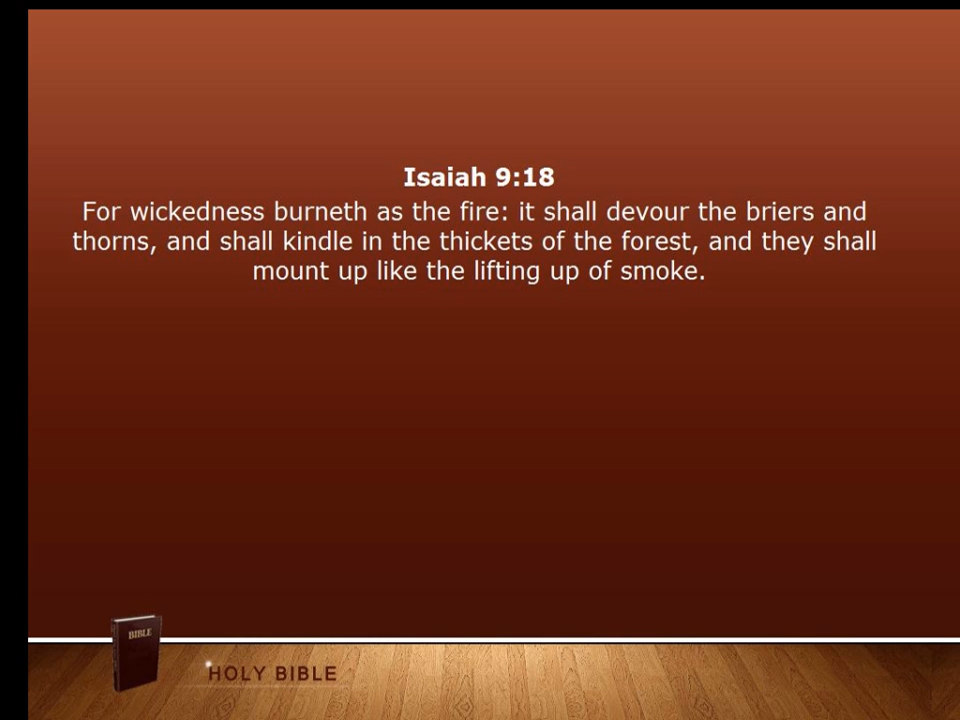 Isaiah 9:18
For wickedness burneth as the fire: it shall devour the briers and
thorns, and shall kindle in the thickets of the forest, and they shall
mount up like the lifting up of smoke.
BIBLE
HOLY BIBLE